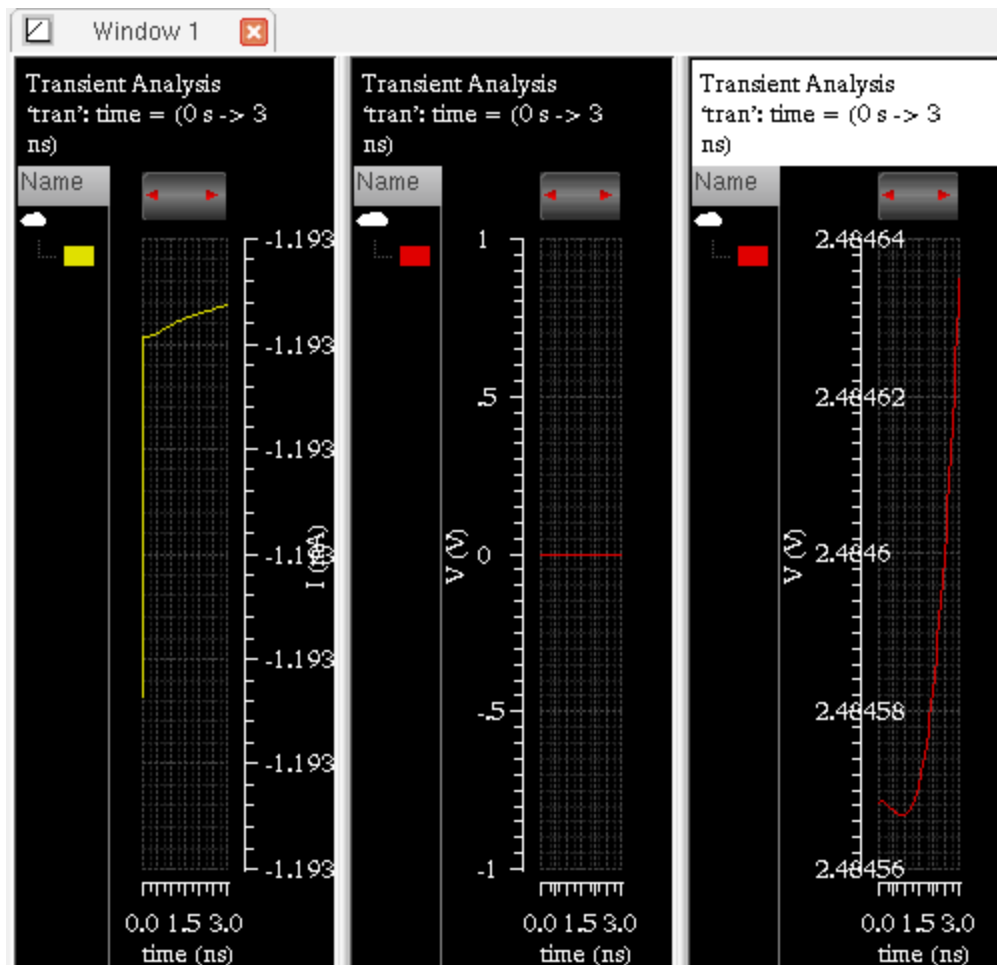 Window 1
Transient Analysis
'tran': time = (0 s -> 3
ns)
Name
-1.193
-1.193
-1.193
-1.193
-1.193
-1.193
-1.193
0.0 1.5 3.0
time (ns)
Transient Analysis
'tran': time = (0 s -> 3
ns)
Name
V (V)
1
.5
0
-.5
-1
0.0 1.5 3.0
time (ns)
Transient Analysis
'tran': time = (0 s -> 3
ns)
Name
V (V)
2.48464
2.48462
2.4846
2.48458
2.48456
0.0 1.5 3.0
time (ns)